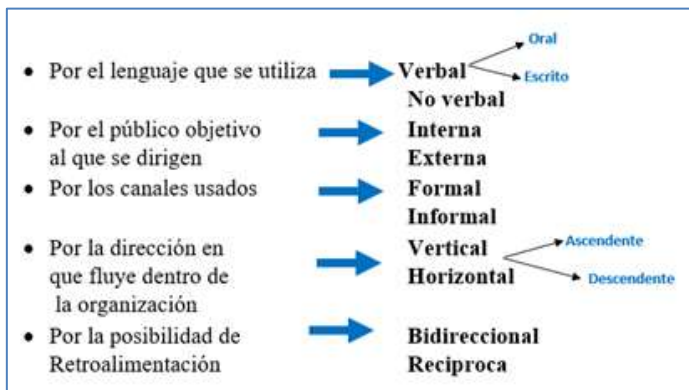 Oral
• Por el lenguaje que se utiliza Verbal
Escrito
No verbal
• Por el público objetivo Interna
al que se dirigen Externa
• Por los canales usados Formal
Informal
• Por la dirección en Vertical Ascendente
que fluye dentro de Horizontal Descendente
la organización
• Por la posibilidad de Bidireccional
Retroalimentación Reciproca